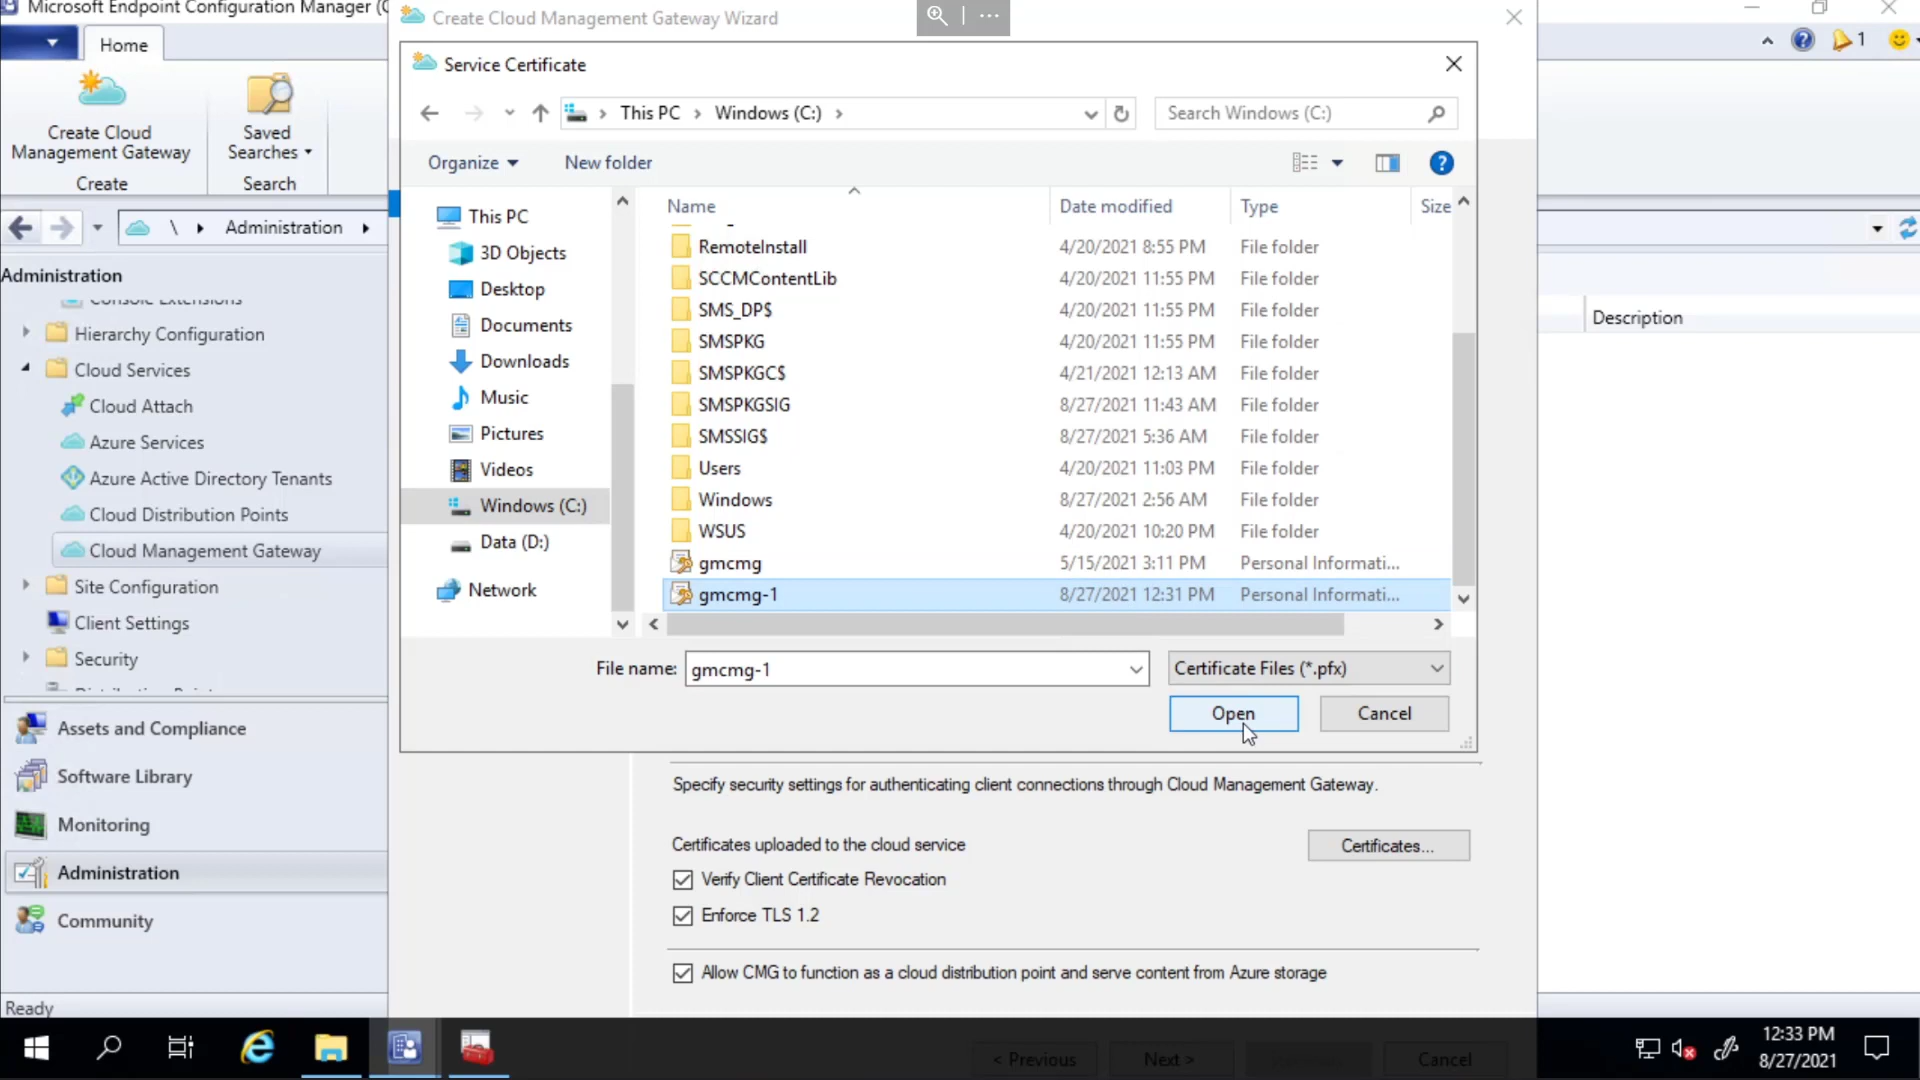 Microsoft Endpoint Configuration Manager (
Create Cloud Management Gateway Wizard
Home
1
Service Certificate
This PC
Windows (C:)
Search Windows (C:)
Create Cloud
Management Gateway
Saved
Searches
Create
Search
Organize
New folder
Name
Date modified
Type
Size
This PC
3D Objects
Desktop
Documents
Downloads
Music
Pictures
Videos
Windows (C:)
Data (D:)
Network
RemoteInstall 4/20/2021 8:55 PM File folder
SCCMContentLib 4/20/2021 11:55 PM File folder
SMS_DP$ 4/20/2021 11:55 PM File folder
SMSPKG 4/20/2021 11:55 PM File folder
SMSPKGC$ 4/21/2021 12:13 AM File folder
SMSPKGSIG 8/27/2021 11:43 AM File folder
SMSSIG$ 8/27/2021 5:36 AM File folder
Users 4/20/2021 11:03 PM File folder
Windows 8/27/2021 2:56 AM File folder
WSUS 4/20/2021 10:20 PM File folder
gmcmg 5/15/2021 3:11 PM Personal Informati...
gmcmg-1 8/27/2021 12:31 PM Personal Informati...
File name: gmcmg-1
Certificate Files (*.pfx)
Open
Cancel
\ Administration
Administration
Console Extensions
Hierarchy Configuration
Cloud Services
Cloud Attach
Azure Services
Azure Active Directory Tenants
Cloud Distribution Points
Cloud Management Gateway
Site Configuration
Client Settings
Security
Assets and Compliance
Software Library
Monitoring
Administration
Community
Ready
Description
Specify security settings for authenticating client connections through Cloud Management Gateway.
Certificates uploaded to the cloud service
Certificates...
Verify Client Certificate Revocation
Enforce TLS 1.2
Allow CMG to function as a cloud distribution point and serve content from Azure storage
< Previous
Next >
Cancel
12:33 PM
8/27/2021